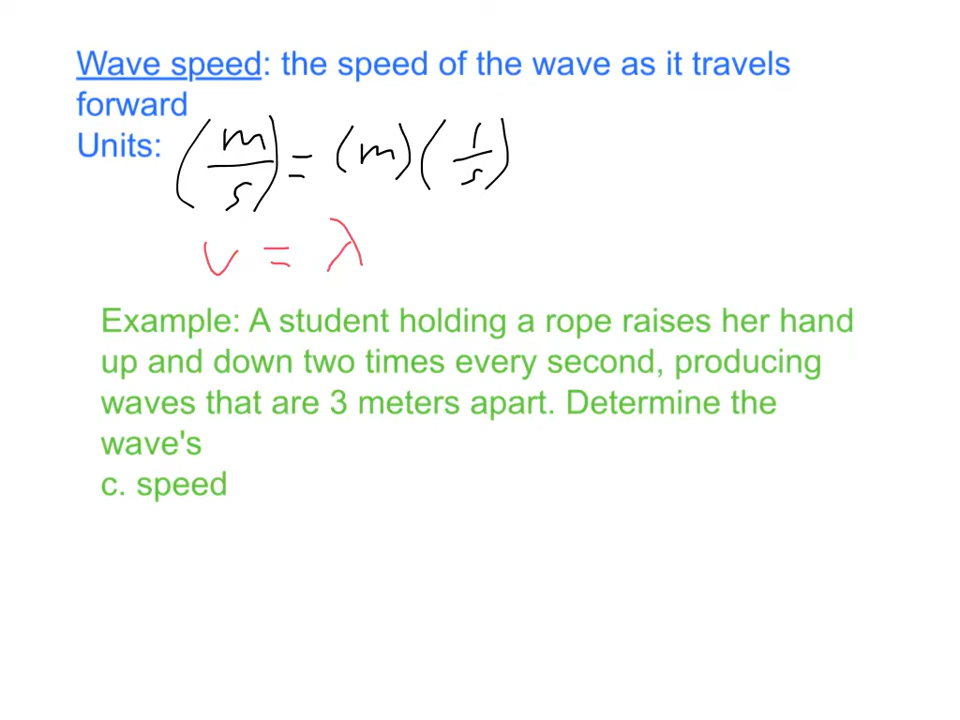 Wave speed: the speed of the wave as it travels
forward
Units: (m/s) = (m)(1/s)
v = λ
Example: A student holding a rope raises her hand
up and down two times every second, producing
waves that are 3 meters apart. Determine the
wave's
c. speed